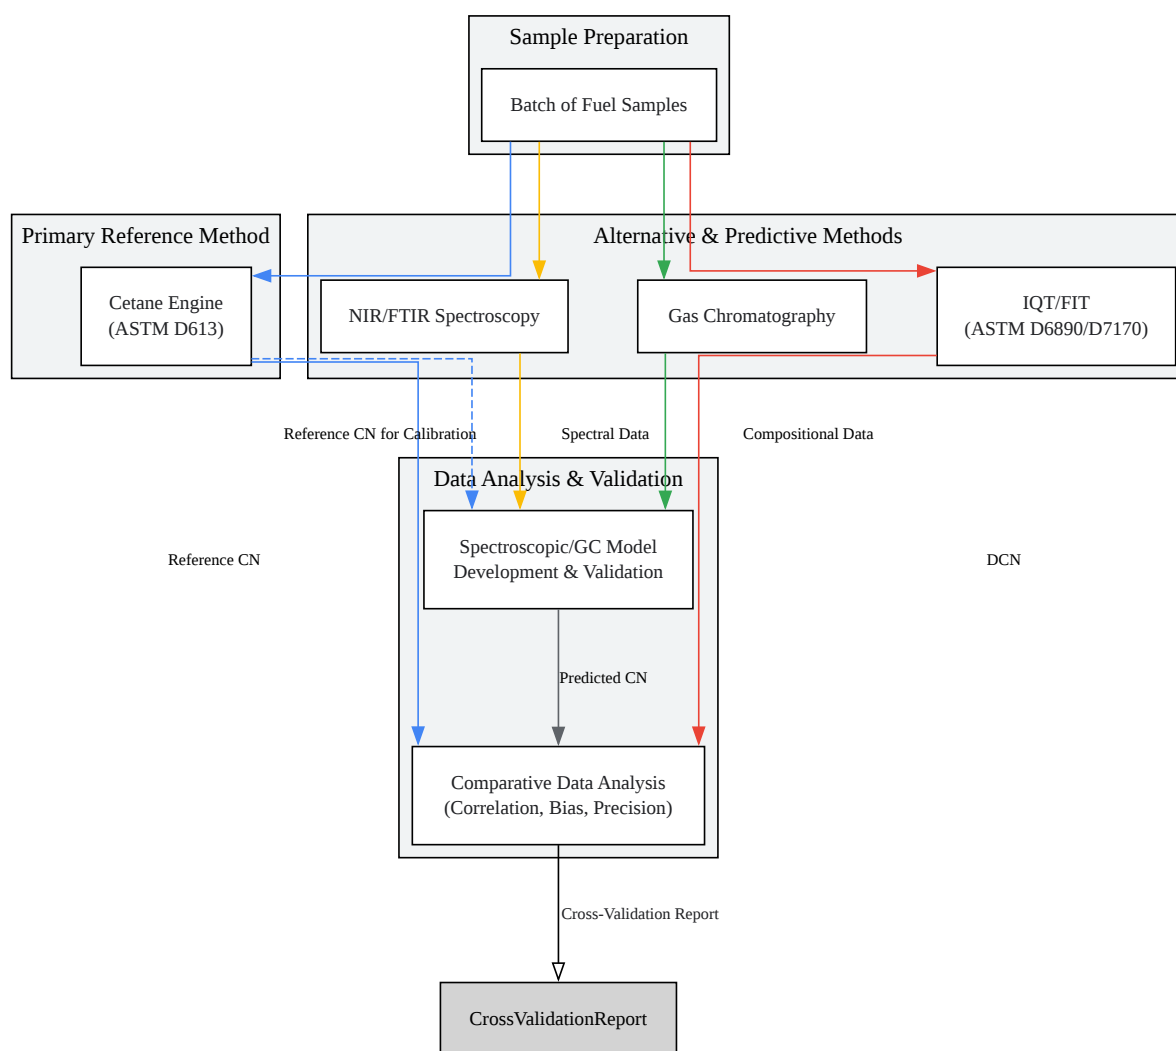 Sample Preparation
Batch of Fuel Samples
Primary Reference Method
Alternative & Predictive Methods
Cetane Engine
(ASTM D613)
NIR/FTIR Spectroscopy
Gas Chromatography
IQT/FIT
(ASTM D6890/D7170)
Reference CN for Calibration
Spectral Data
Compositional Data
Data Analysis & Validation
Spectroscopic/GC Model
Development & Validation
Reference CN
DCN
Predicted CN
Comparative Data Analysis
(Correlation, Bias, Precision)
Cross-Validation Report
CrossValidationReport